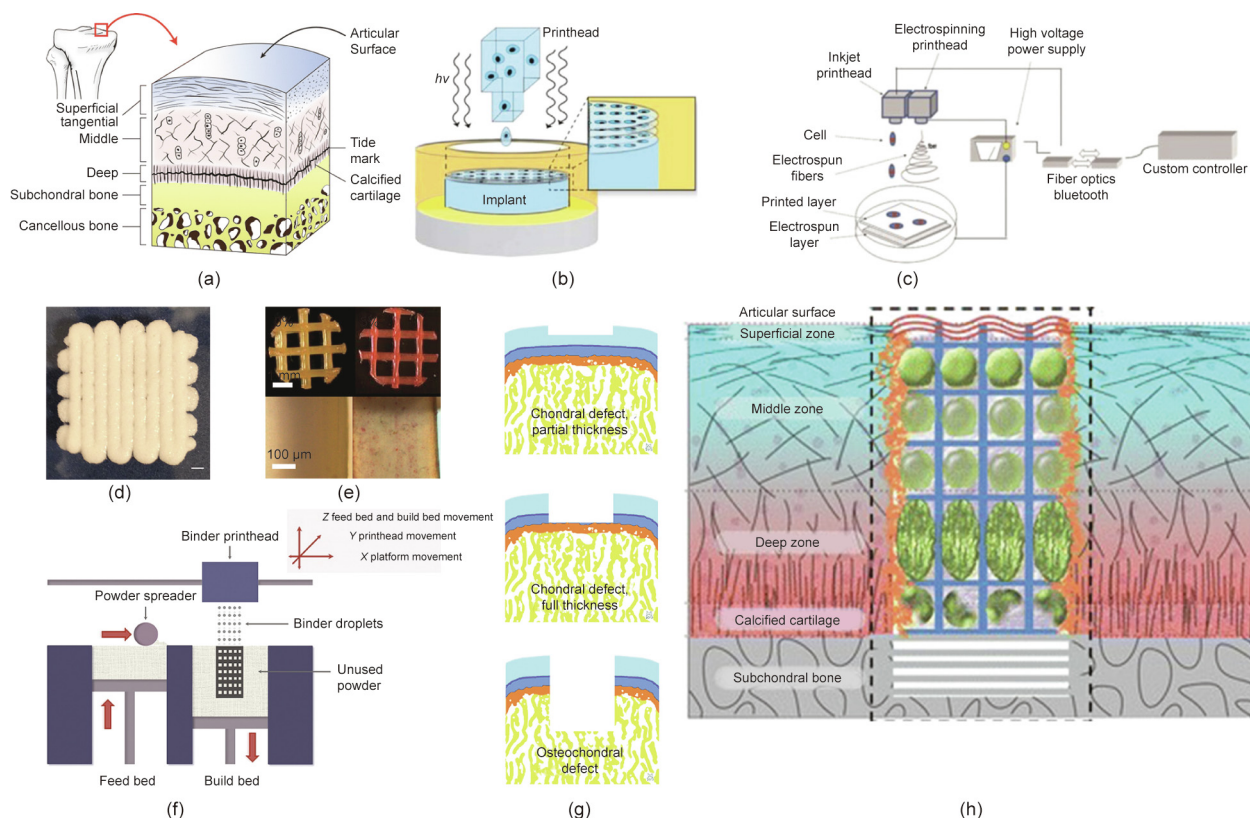 Articular
Surface
Superficial
tangential
Middle
Deep
Subchondral bone
Cancellous bone
Tide
mark
Calcified
cartilage
(a)
Printhead
hv
Implant
(b)
Electrospinning
printhead
High voltage
power supply
Inkjet
printhead
Cell
Electrospun
fibers
Printed layer
Electrospun
layer
Fiber optics
bluetooth
Custom controller
(c)
(d)
100 µm
(e)
Z feed bed and build bed movement
Y printhead movement
X platform movement
Binder printhead
Powder spreader
Binder droplets
Unused
powder
Feed bed
Build bed
(f)
Chondral defect,
partial thickness
Chondral defect,
full thickness
Osteochondral
defect
(g)
Articular surface
Superficial zone
Middle zone
Deep zone
Calcified cartilage
Subchondral bone
(h)